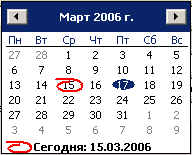 Март 2006 г.
Пн Вт Ср Чт Пт Сб Вс
27 28 1 2 3 4 5
6 7 8 9 10 11 12
13 14 15 16 17 18 19
20 21 22 23 24 25 26
27 28 29 30 31 1 2
3 4 5 6 7 8 9
Сегодня: 15.03.2006